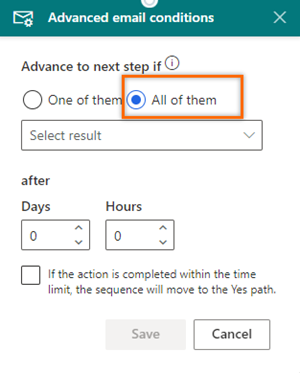 Advanced email conditions
Advance to next step if
One of them All of them
Select result
after
Days Hours
0 0
If the action is completed within the time
limit, the sequence will move to the Yes path.
Save Cancel